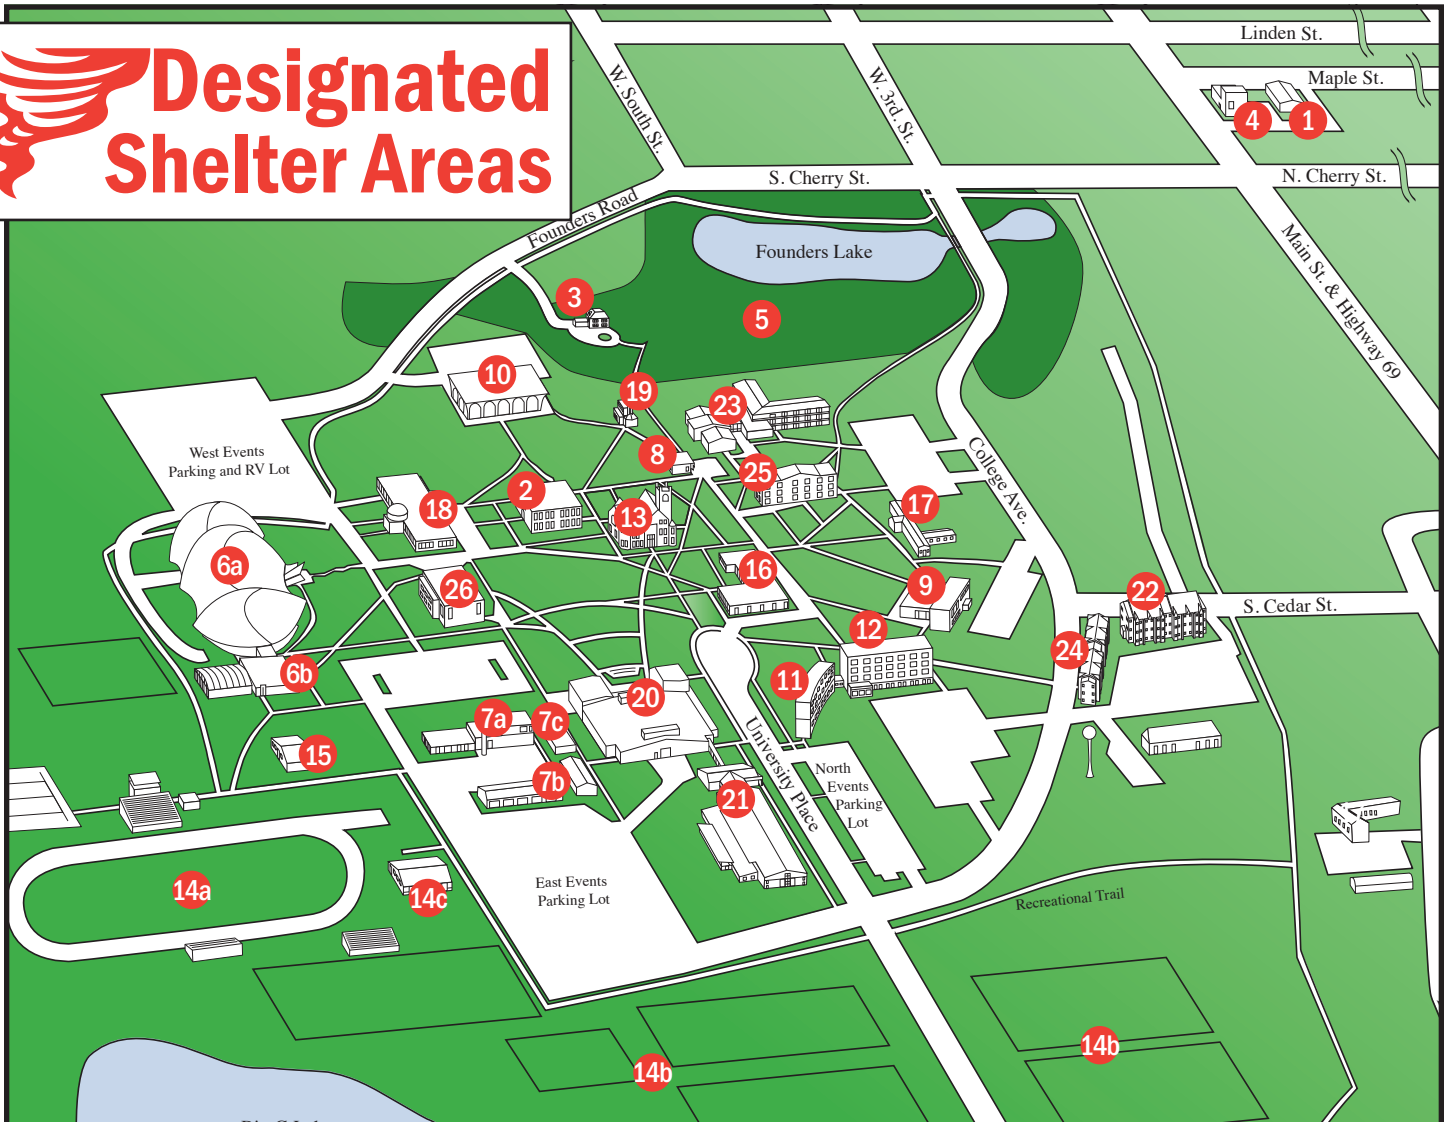 Designated
Shelter Areas
Linden St.
Maple St.
W. South St.
W. 3rd. St.
4
1
S. Cherry St.
N. Cherry St.
Founders Road
Founders Lake
Main St. & Highway 69
3
5
10
19
23
West Events
Parking and RV Lot
8
25
College Ave.
2
18
13
17
6a
26
16
9
22
S. Cedar St.
12
24
6b
11
20
7a
7c
University Place
15
7b
21
North
Events
Parking
Lot
14a
14c
East Events
Parking Lot
Recreational Trail
14b
14b